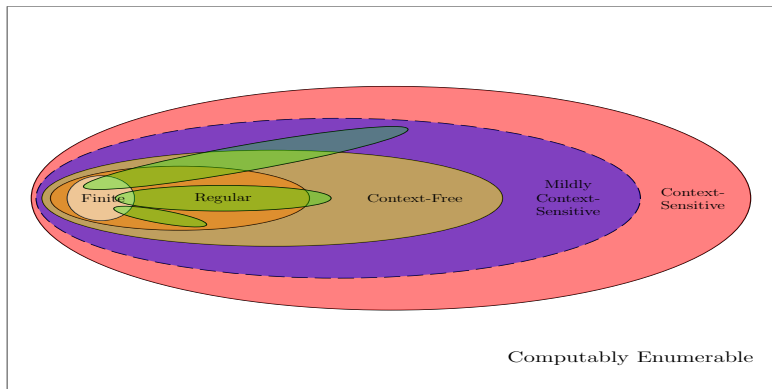 Finite
Regular
Context-Free
Mildly
Context-
Sensitive
Context-
Sensitive
Computably Enumerable